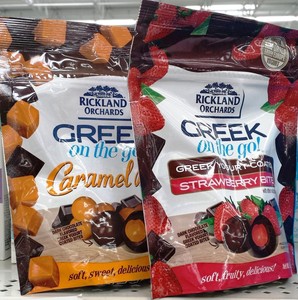 RICKLAND
ORCHARDS
GREEK
on the go!
Caramel
soft, sweet, delicious!
RICKLAND
ORCHARDS
GREEK
on the go!
GREEK YOGURT COATED
STRAWBERRY BITES
soft, fruity, delicious!